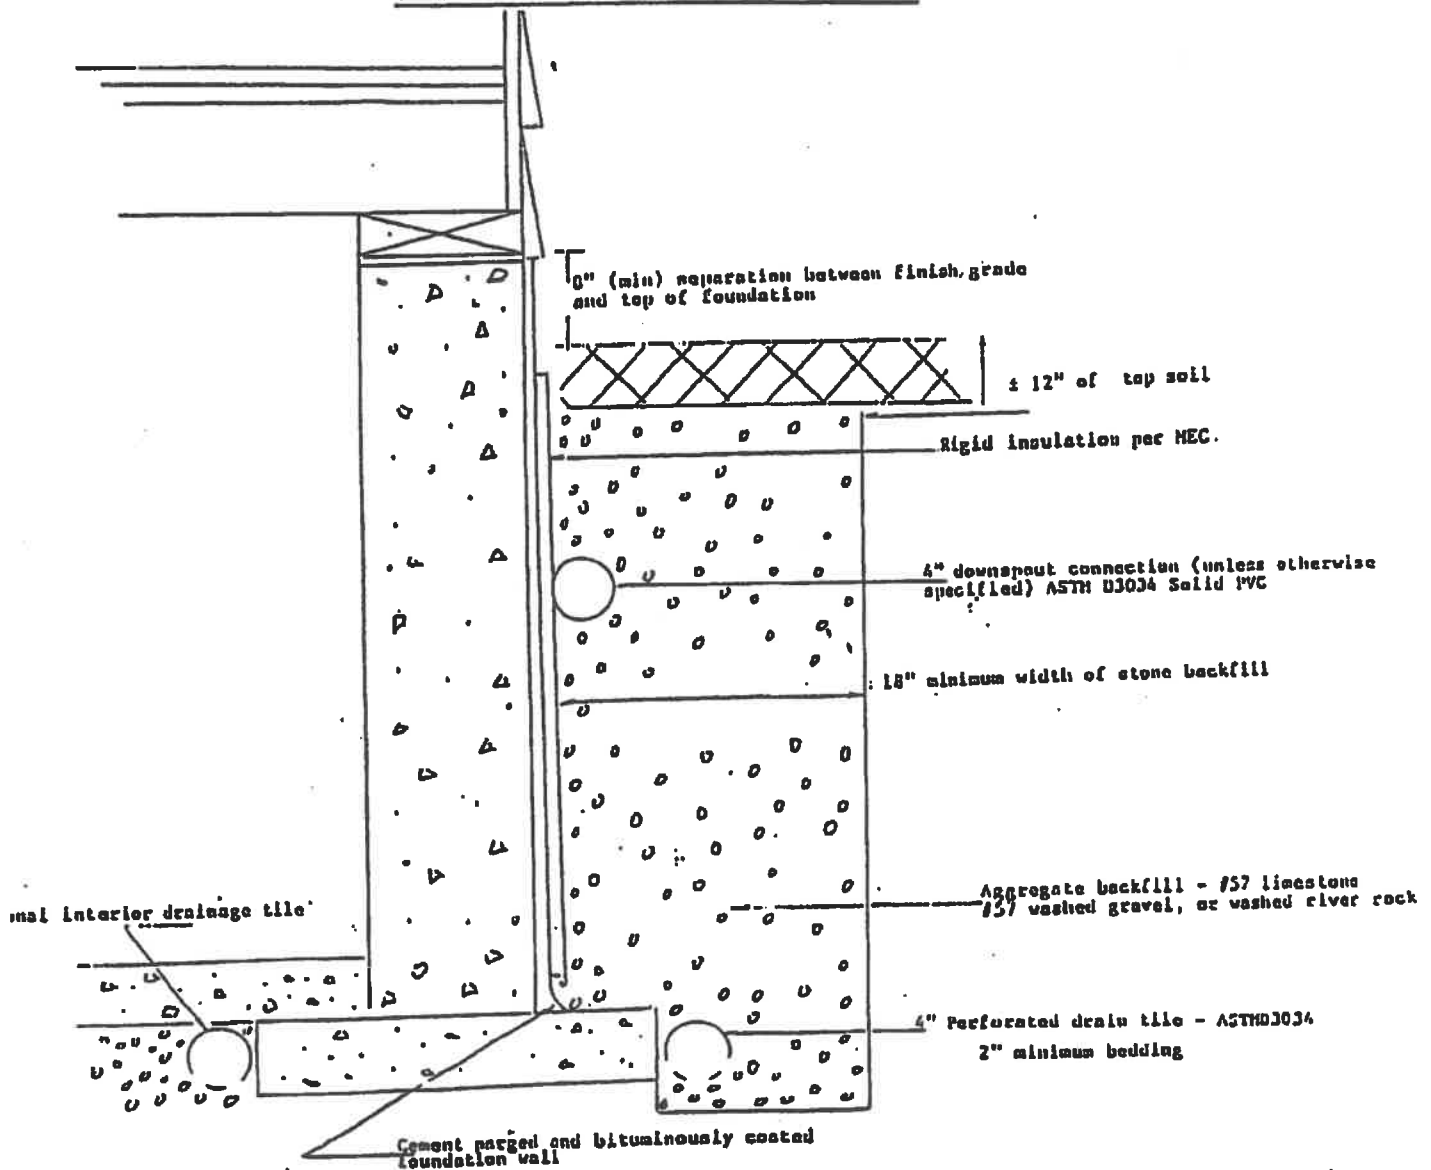 (min) separation between finish grade
and top of foundation
± 12" of top soil
Rigid insulation per MEC.
4" downspout connection (unless otherwise
specified) ASTM D3034 Solid PVC
18" minimum width of stone backfill
Aggregate backfill - #57 limestone
#57 washed gravel, or washed river rock
nal interior drainage tile
4" Perforated drain tile - ASTMD3034
2" minimum bedding
Cement parged and bituminously coated
foundation wall